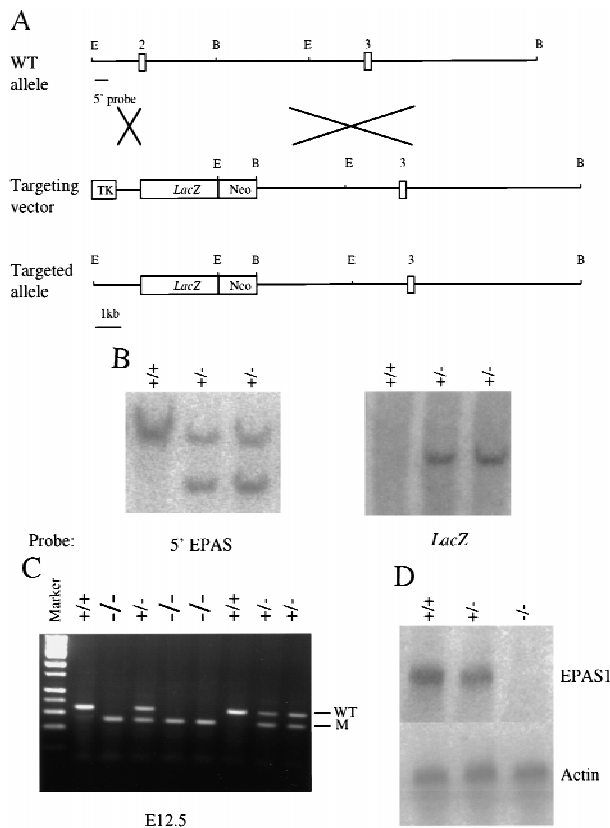 A
E 2 B E 3 B
WT
allele
5' probe
E B E 3 B
Targeting
vector
TK LacZ Neo
E E B E 3 B
Targeted
allele
LacZ Neo
1kb
B
+/+ +/- +/- +/+ +/- +/-
Probe: 5' EPAS LacZ
C
Marker +/+ -/- +/- -/- -/- +/+ +/- +/-
WT
M
E12.5
D
+/+ +/- -/-
EPAS1
Actin